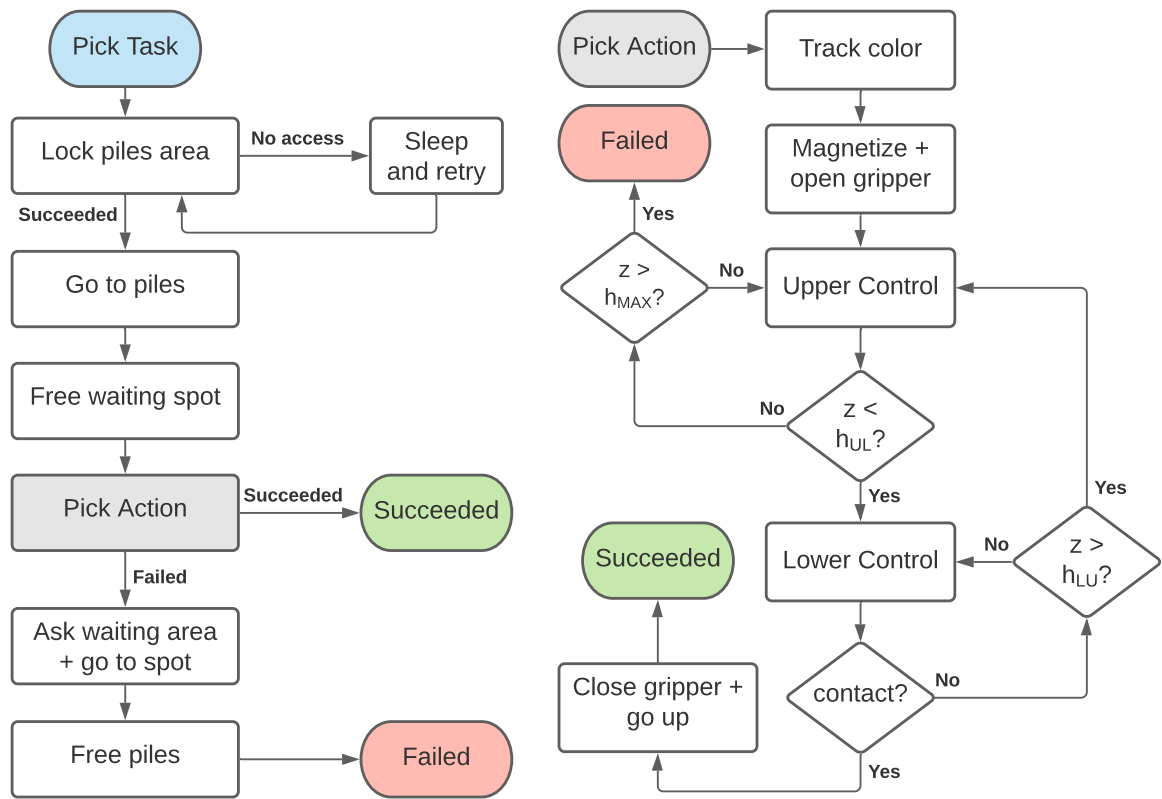 Pick Task
Lock piles area
No access
Sleep
and retry
Succeeded
Go to piles
Free waiting spot
Pick Action
Succeeded
Succeeded
Failed
Ask waiting area
+ go to spot
Free piles
Failed
Pick Action
Track color
Failed
Magnetize +
open gripper
Yes
z >
hMAX?
No
Upper Control
z <
hUL?
No
Yes
Succeeded
Lower Control
No
z >
hLU?
Yes
Close gripper +
go up
contact?
No
Yes